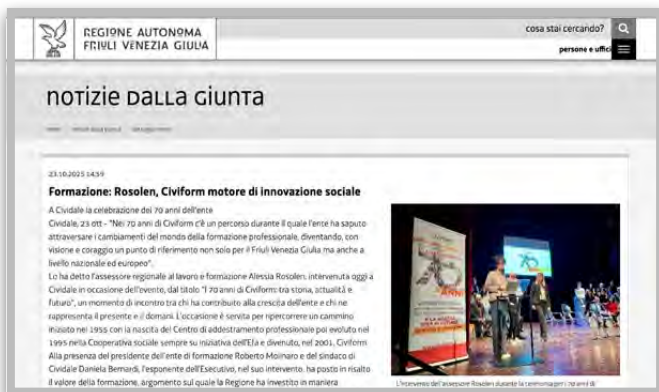 REGIONE AUTONOMA
FRIULI VENEZIA GIULIA
cosa stai cercando?
persone e uffici
notizie dalla giunta
23.10.2025 14:59
Formazione: Rosolen, Civiform motore di innovazione sociale
A Cividale la celebrazione dei 70 anni dell'ente
Cividale, 23 ott - "Nei 70 anni di Civiform c'è un percorso durante il quale l'ente ha saputo
attraversare i cambiamenti del mondo della formazione professionale, diventando, con
visione e coraggio un punto di riferimento non solo per il Friuli Venezia Giulia ma anche a
livello nazionale ed europeo".
Lo ha detto l'assessore regionale al lavoro e formazione Alessia Rosolen, intervenuta oggi a
Cividale in occasione dell'evento, dal titolo "I 70 anni di Civiform: tra storia, attualità e
futuro", un momento di incontro tra chi ha contribuito alla crescita dell'ente e chi ne
rappresenta il presente e il domani. L'occasione è servita per ripercorrere un cammino
iniziato nel 1955 con la nascita del Centro di addestramento professionale poi evoluto nel
1995 nella Cooperativa sociale sempre su iniziativa dell'Efa e divenuto, nel 2001, Civiform.
Alla presenza del presidente dell'ente di formazione Roberto Molinaro e del sindaco di
Cividale Daniela Bernardi, l'esponente dell'Esecutivo, nel suo intervento, ha posto in risalto
il valore della formazione, argomento sul quale la Regione ha investito in maniera
70
ANNI
L'intervento dell'assessore Rosolen durante la cerimonia per i 70 anni di